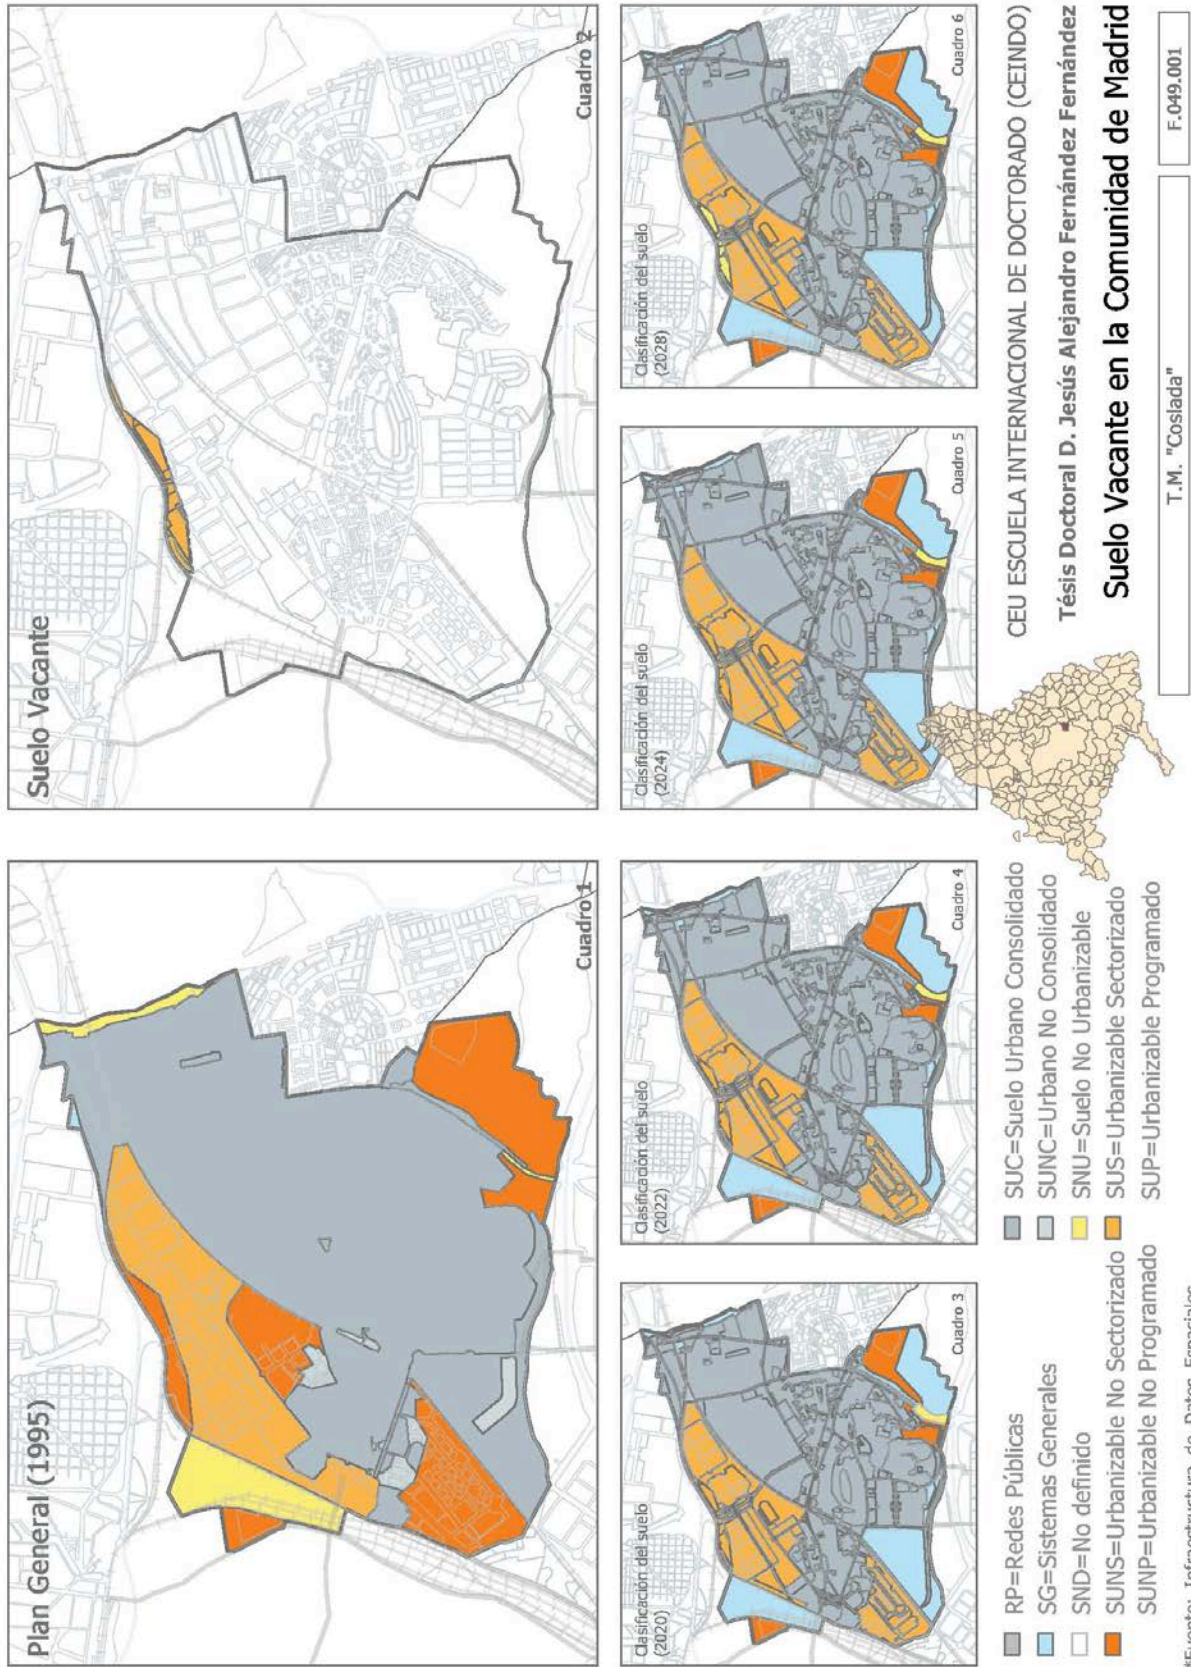 Plan General (1995)
Cuadro 1
Suelo Vacante
Cuadro 2
Clasificación del suelo
(2020)
Cuadro 3
Clasificación del suelo
(2022)
Cuadro 4
Clasificación del suelo
(2024)
Cuadro 5
Clasificación del suelo
(2028)
Cuadro 6
RP=Redes Públicas
SG=Sistemas Generales
SND=No definido
SUNS=Urbanizable No Sectorizado
SUNP=Urbanizable No Programado
SUC=Suelo Urbano Consolidado
SUNC=Urbano No Consolidado
SNU=Suelo No Urbanizable
SUS=Urbanizable Sectorizado
SUP=Urbanizable Programado
CEU ESCUELA INTERNACIONAL DE DOCTORADO (CEINDO)
Tésis Doctoral D. Jesús Alejandro Fernández Fernández
Suelo Vacante en la Comunidad de Madrid
T.M. "Coslada"
F.049.001
*Fuente: Infraestructura de Datos Espaciales